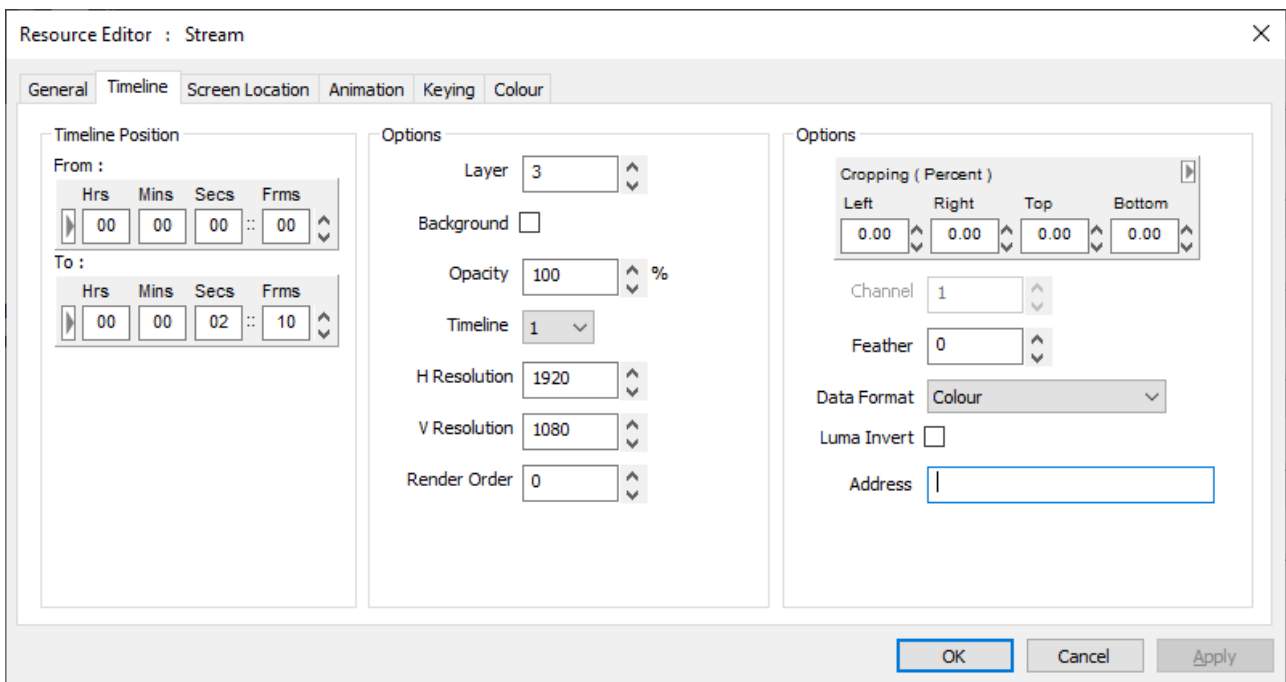 Resource Editor : Stream
General Timeline Screen Location Animation Keying Colour
Timeline Position
From :
Hrs Mins Secs Frms
00 00 00 :: 00
To :
Hrs Mins Secs Frms
00 00 02 :: 10
Options
Layer 3
Background
Opacity 100 %
Timeline 1
H Resolution 1920
V Resolution 1080
Render Order 0
Options
Cropping ( Percent )
Left Right Top Bottom
0.00 0.00 0.00 0.00
Channel 1
Feather 0
Data Format Colour
Luma Invert
Address
OK Cancel Apply